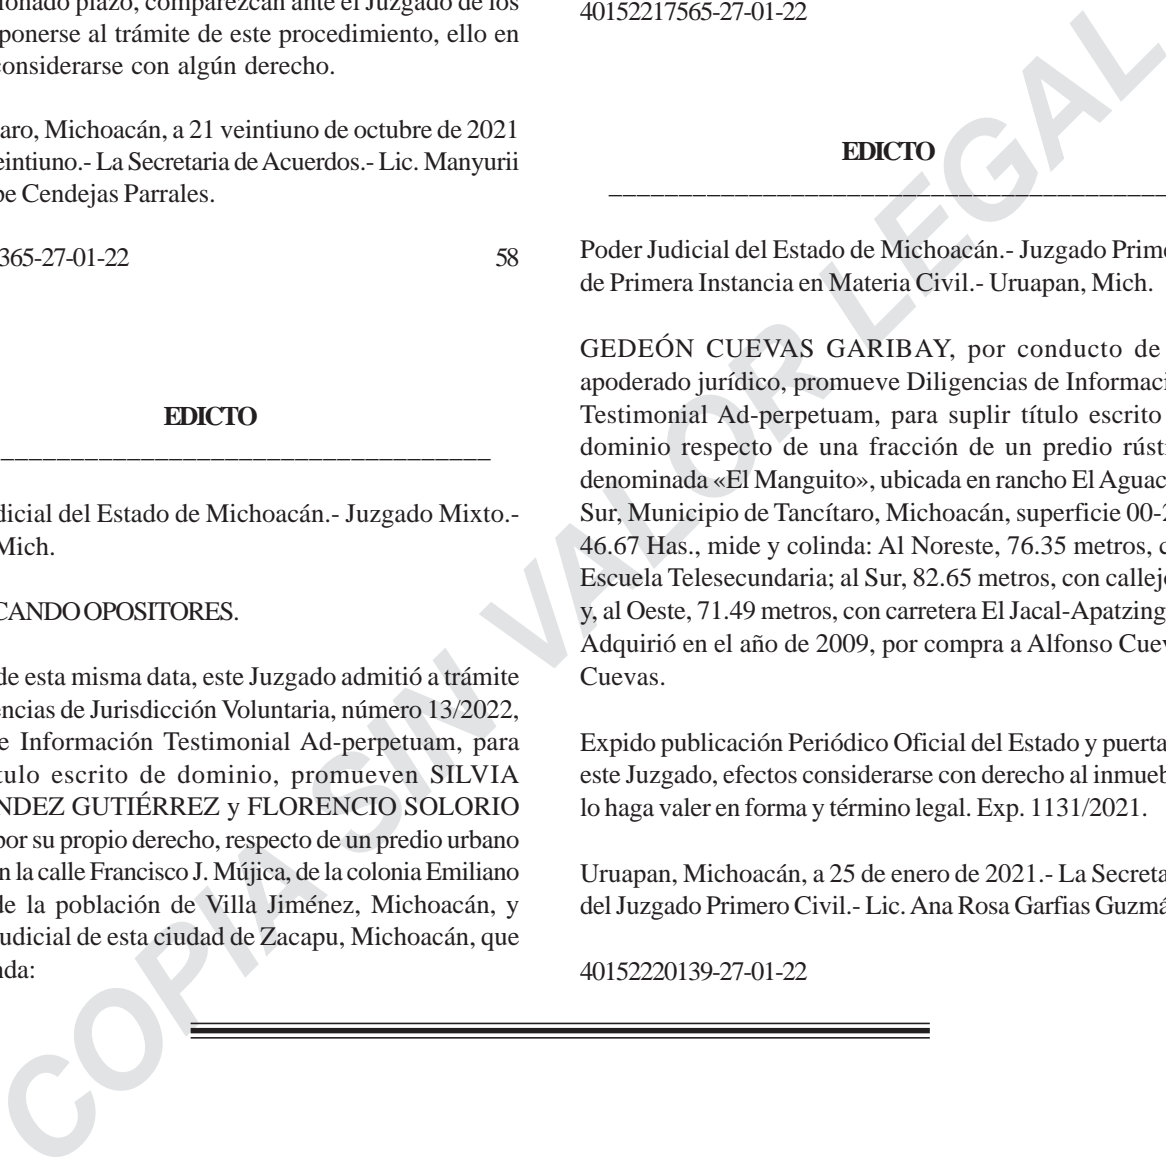 ionado plazo, comparezcan ante el Juzgado de los
ponerse al trámite de este procedimiento, ello en
considerarse con algún derecho.
aro, Michoacán, a 21 veintiuno de octubre de 2021
eintiuno.- La Secretaria de Acuerdos.- Lic. Manyurii
pe Cendejas Parrales.
365-27-01-22 58
EDICTO
dicial del Estado de Michoacán.- Juzgado Mixto.-
Mich.
CANDO OPOSITORES.
de esta misma data, este Juzgado admitió a trámite
encias de Jurisdicción Voluntaria, número 13/2022,
e Información Testimonial Ad-perpetuam, para
tulo escrito de dominio, promueven SILVIA
NDEZ GUTIÉRREZ y FLORENCIO SOLORIO
por su propio derecho, respecto de un predio urbano
n la calle Francisco J. Mújica, de la colonia Emiliano
de la población de Villa Jiménez, Michoacán, y
udicial de esta ciudad de Zacapu, Michoacán, que
nda:
40152217565-27-01-22
EDICTO
Poder Judicial del Estado de Michoacán.- Juzgado Prime
de Primera Instancia en Materia Civil.- Uruapan, Mich.
GEDEÓN CUEVAS GARIBAY, por conducto de
apoderado jurídico, promueve Diligencias de Informaci
Testimonial Ad-perpetuam, para suplir título escrito
dominio respecto de una fracción de un predio rúst
denominada «El Manguito», ubicada en rancho El Aguac
Sur, Municipio de Tancítaro, Michoacán, superficie 00-2
46.67 Has., mide y colinda: Al Noreste, 76.35 metros, c
Escuela Telesecundaria; al Sur, 82.65 metros, con callejo
y, al Oeste, 71.49 metros, con carretera El Jacal-Apatzing
Adquirió en el año de 2009, por compra a Alfonso Cuev
Cuevas.
Expido publicación Periódico Oficial del Estado y puerta
este Juzgado, efectos considerarse con derecho al inmueb
lo haga valer en forma y término legal. Exp. 1131/2021.
Uruapan, Michoacán, a 25 de enero de 2021.- La Secreta
del Juzgado Primero Civil.- Lic. Ana Rosa Garfias Guzmá
40152220139-27-01-22
COPIA SIN VALOR LEGAL